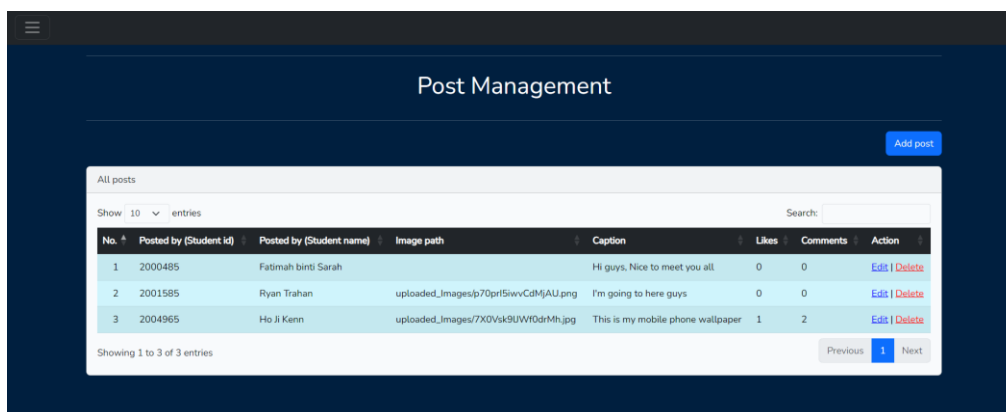 Post Management
Add post
All posts
Show 10 entries Search:
No. Posted by (Student id) Posted by (Student name) Image path Caption Likes Comments Action
1 2000485 Fatimah binti Sarah Hi guys, Nice to meet you all 0 0 Edit | Delete
2 2001585 Ryan Trahan uploaded_Images/p70prI5iwvCdMjAU.png I'm going to here guys 0 0 Edit | Delete
3 2004965 Ho Ji Kenn uploaded_Images/7X0Vsk9UWf0drMh.jpg This is my mobile phone wallpaper 1 2 Edit | Delete
Showing 1 to 3 of 3 entries Previous 1 Next